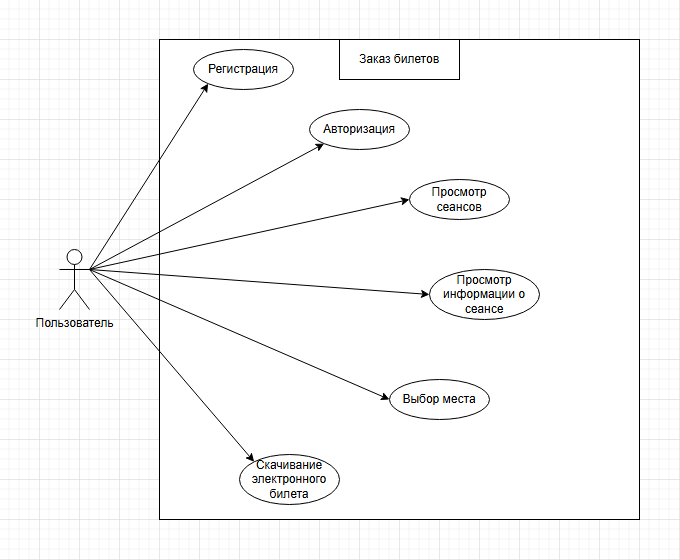 Заказ билетов
Регистрация
Авторизация
Просмотр
сеансов
Просмотр
информации о
сеансе
Пользователь
Выбор места
Скачивание
электронного
билета